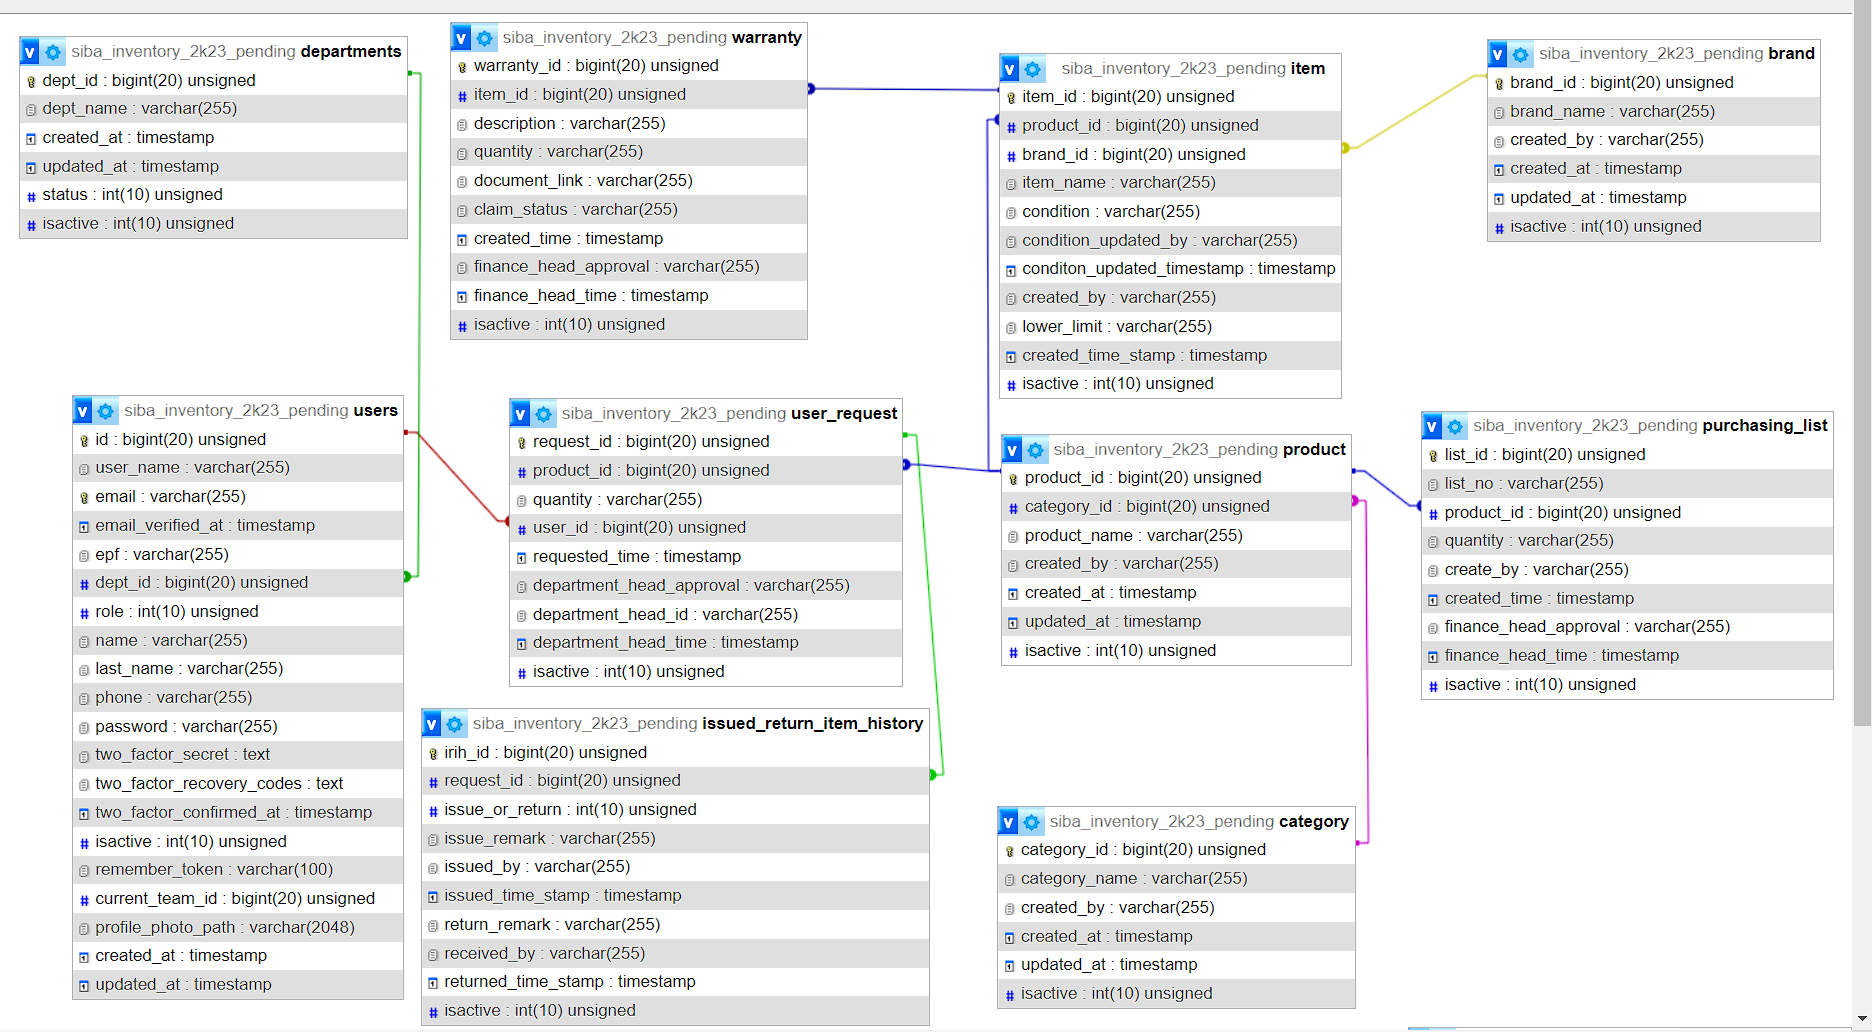 siba_inventory_2k23_pending departments
dept_id : bigint(20) unsigned
dept_name : varchar(255)
created_at : timestamp
updated_at : timestamp
status : int(10) unsigned
isactive : int(10) unsigned
siba_inventory_2k23_pending warranty
warranty_id : bigint(20) unsigned
item_id : bigint(20) unsigned
description : varchar(255)
quantity : varchar(255)
document_link : varchar(255)
claim_status : varchar(255)
created_time : timestamp
finance_head_approval : varchar(255)
finance_head_time : timestamp
isactive : int(10) unsigned
siba_inventory_2k23_pending item
item_id : bigint(20) unsigned
product_id : bigint(20) unsigned
brand_id : bigint(20) unsigned
item_name : varchar(255)
condition : varchar(255)
condition_updated_by : varchar(255)
conditon_updated_timestamp : timestamp
created_by : varchar(255)
lower_limit : varchar(255)
created_time_stamp : timestamp
isactive : int(10) unsigned
siba_inventory_2k23_pending brand
brand_id : bigint(20) unsigned
brand_name : varchar(255)
created_by : varchar(255)
created_at : timestamp
updated_at : timestamp
isactive : int(10) unsigned
siba_inventory_2k23_pending users
id : bigint(20) unsigned
user_name : varchar(255)
email : varchar(255)
email_verified_at : timestamp
epf : varchar(255)
dept_id : bigint(20) unsigned
role : int(10) unsigned
name : varchar(255)
last_name : varchar(255)
phone : varchar(255)
password : varchar(255)
two_factor_secret : text
two_factor_recovery_codes : text
two_factor_confirmed_at : timestamp
isactive : int(10) unsigned
remember_token : varchar(100)
current_team_id : bigint(20) unsigned
profile_photo_path : varchar(2048)
created_at : timestamp
updated_at : timestamp
siba_inventory_2k23_pending user_request
request_id : bigint(20) unsigned
product_id : bigint(20) unsigned
quantity : varchar(255)
user_id : bigint(20) unsigned
requested_time : timestamp
department_head_approval : varchar(255)
department_head_id : varchar(255)
department_head_time : timestamp
isactive : int(10) unsigned
siba_inventory_2k23_pending product
product_id : bigint(20) unsigned
category_id : bigint(20) unsigned
product_name : varchar(255)
created_by : varchar(255)
created_at : timestamp
updated_at : timestamp
isactive : int(10) unsigned
siba_inventory_2k23_pending purchasing_list
list_id : bigint(20) unsigned
list_no : varchar(255)
product_id : bigint(20) unsigned
quantity : varchar(255)
create_by : varchar(255)
created_time : timestamp
finance_head_approval : varchar(255)
finance_head_time : timestamp
isactive : int(10) unsigned
siba_inventory_2k23_pending issued_return_item_history
irih_id : bigint(20) unsigned
request_id : bigint(20) unsigned
issue_or_return : int(10) unsigned
issue_remark : varchar(255)
issued_by : varchar(255)
issued_time_stamp : timestamp
return_remark : varchar(255)
received_by : varchar(255)
returned_time_stamp : timestamp
isactive : int(10) unsigned
siba_inventory_2k23_pending category
category_id : bigint(20) unsigned
category_name : varchar(255)
created_by : varchar(255)
created_at : timestamp
updated_at : timestamp
isactive : int(10) unsigned